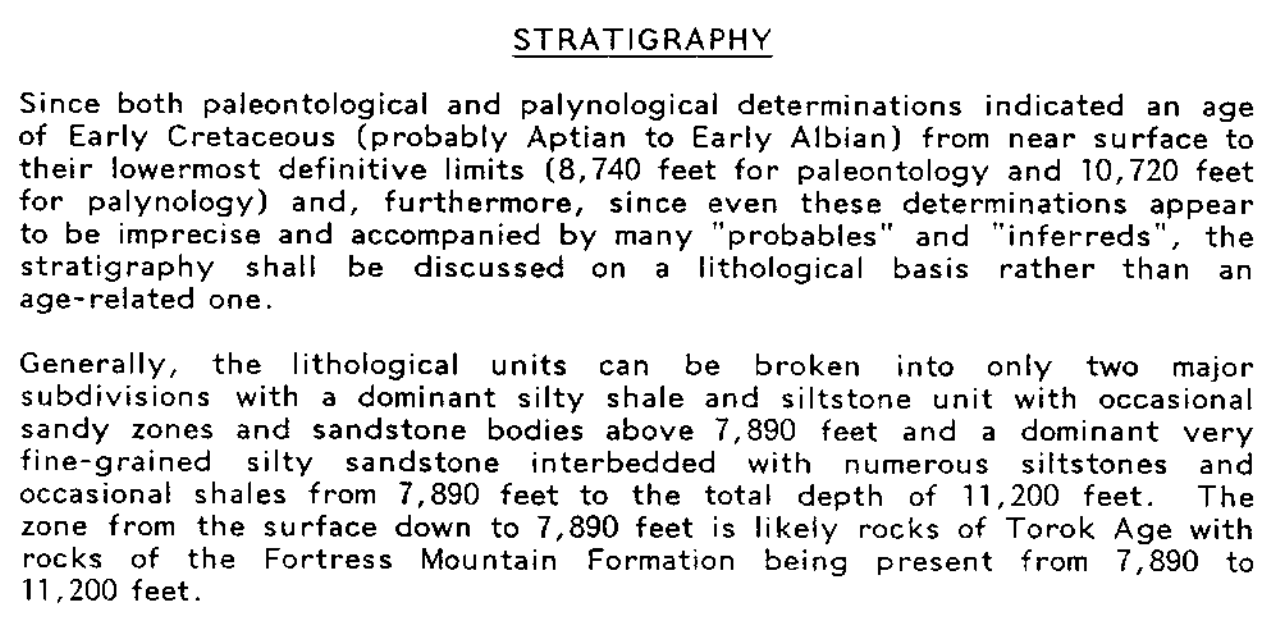 STRATIGRAPHY
Since both paleontological and palynological determinations indicated an age
of Early Cretaceous (probably Aptian to Early Albian) from near surface to
their lowermost definitive limits (8,740 feet for paleontology and 10,720 feet
for palynology) and, furthermore, since even these determinations appear
to be imprecise and accompanied by many "probables" and "inferreds", the
stratigraphy shall be discussed on a lithological basis rather than an
age-related one.
Generally, the lithological units can be broken into only two major
subdivisions with a dominant silty shale and siltstone unit with occasional
sandy zones and sandstone bodies above 7,890 feet and a dominant very
fine-grained silty sandstone interbedded with numerous siltstones and
occasional shales from 7,890 feet to the total depth of 11,200 feet. The
zone from the surface down to 7,890 feet is likely rocks of Torok Age with
rocks of the Fortress Mountain Formation being present from 7,890 to
11,200 feet.